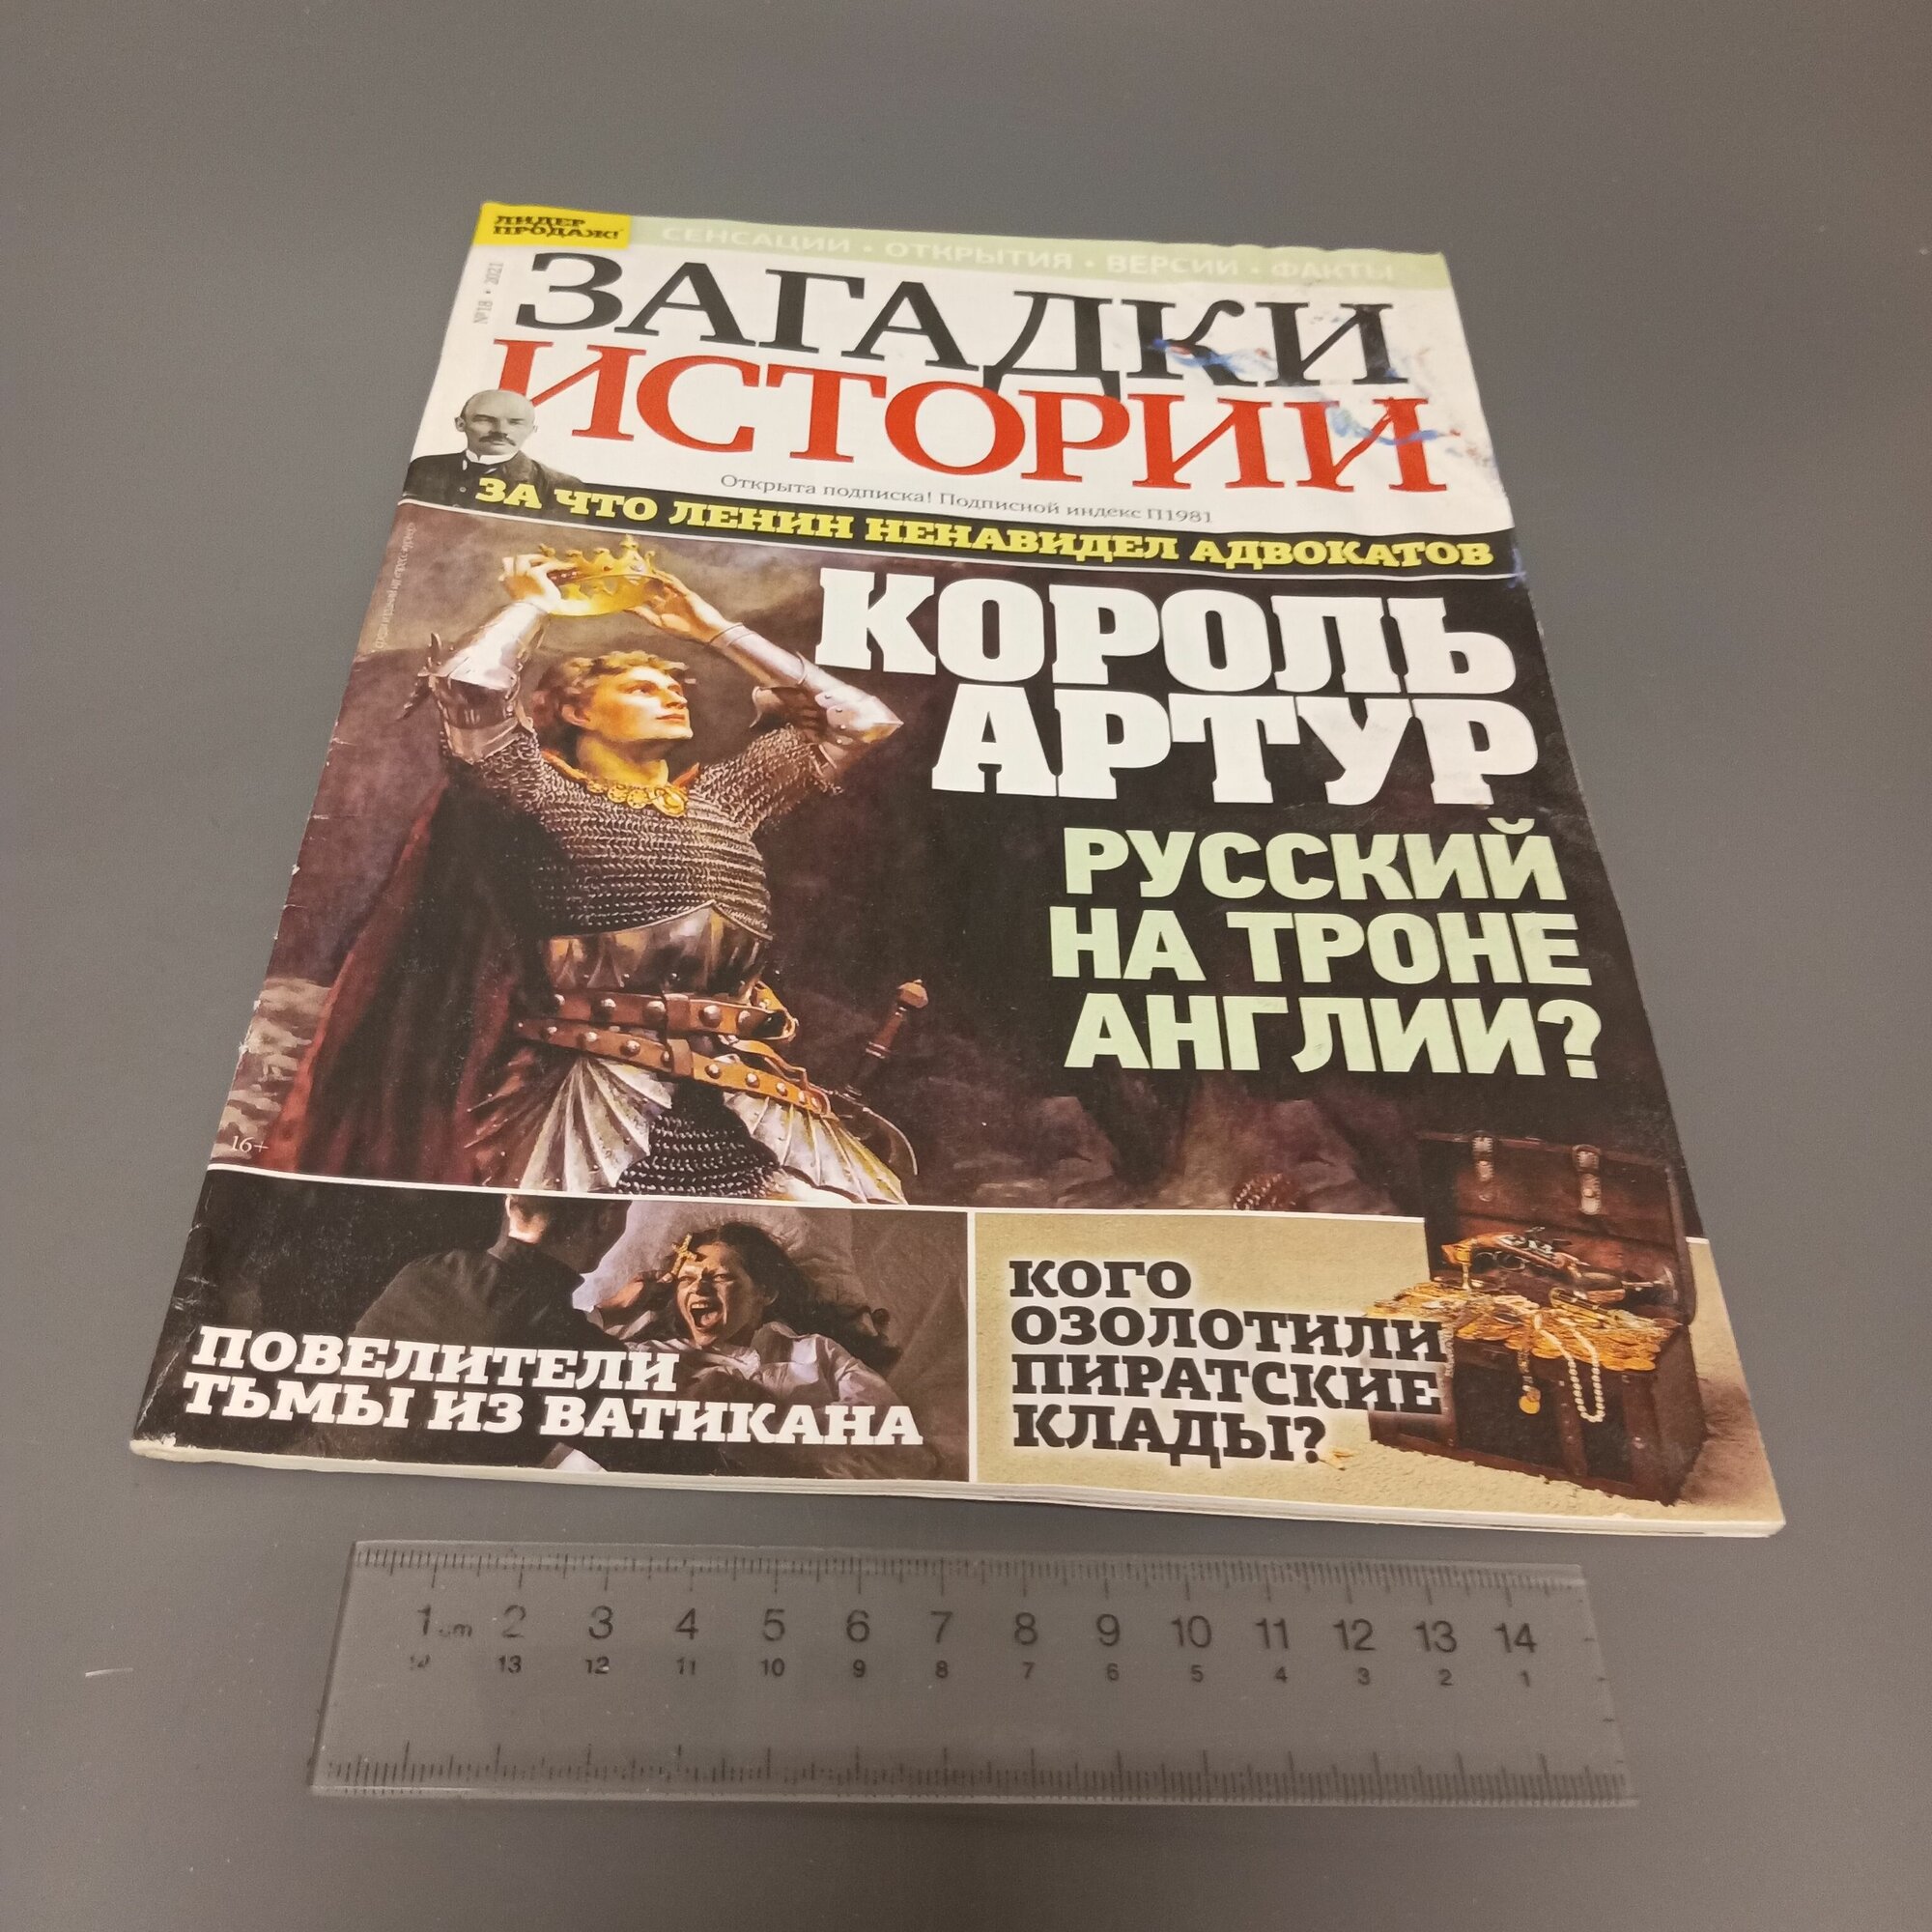 ЛИДЕР
ПРОДАЖ!
СЕНСАЦИИ • ОТКРЫТИЯ • ВЕРСИИ • ФАКТЫ
№18 • 2021
ЗАГАДКИ
ИСТОРИИ
Открыта подписка! Подписной индекс П1981
ЗА ЧТО ЛЕНИН НЕНАВИДЕЛ АДВОКАТОВ
КОРОЛЬ
АРТУР
РУССКИЙ
НА ТРОНЕ
АНГЛИИ?
16+
ПОВЕЛИТЕЛИ
ТЬМЫ ИЗ ВАТИКАНА
КОГО
ОЗОЛОТИЛИ
ПИРАТСКИЕ
КЛАДЫ?
1 cm 2 3 4 5 6 7 8 9 10 11 12 13 14
14 13 12 11 10 9 8 7 6 5 4 3 2 1